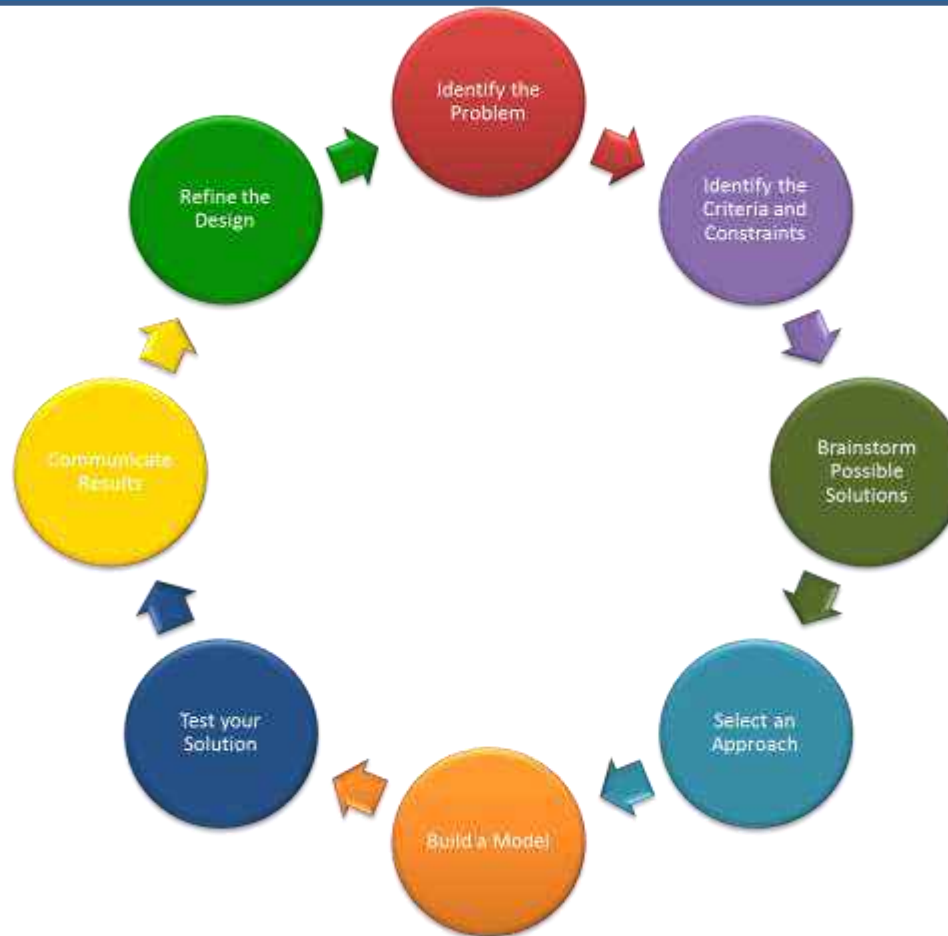 Identify the
Problem
Identify the
Criteria and
Constraints
Brainstorm
Possible
Solutions
Select an
Approach
Build a Model
Test your
Solution
Communicate
Results
Refine the
Design